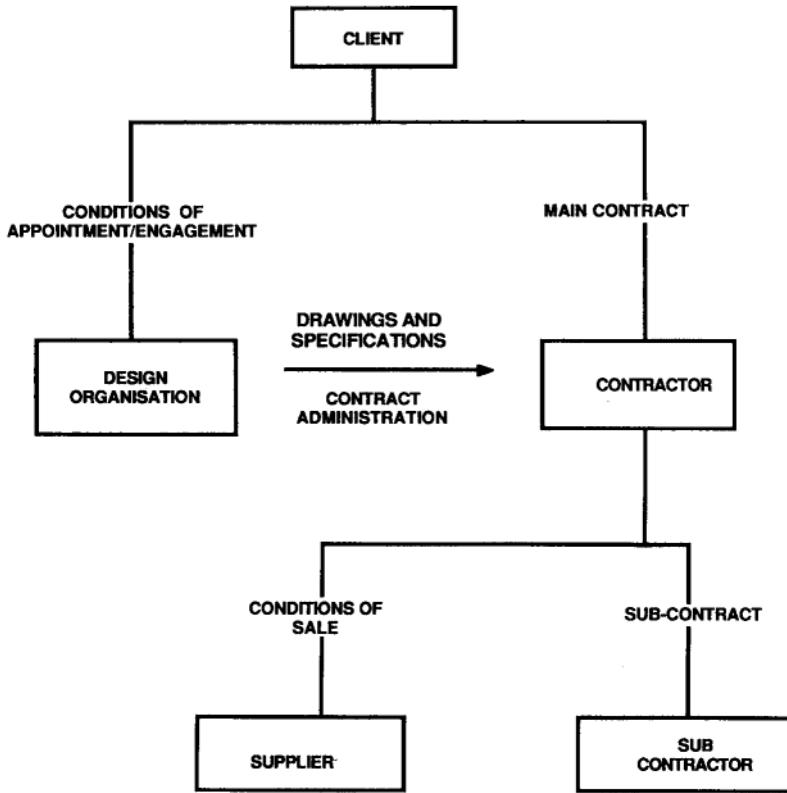 CLIENT
CONDITIONS OF
APPOINTMENT/ENGAGEMENT
MAIN CONTRACT
DRAWINGS AND
SPECIFICATIONS
DESIGN
ORGANISATION
CONTRACTOR
CONTRACT
ADMINISTRATION
CONDITIONS OF
SALE
SUB-CONTRACT
SUPPLIER
SUB
CONTRACTOR